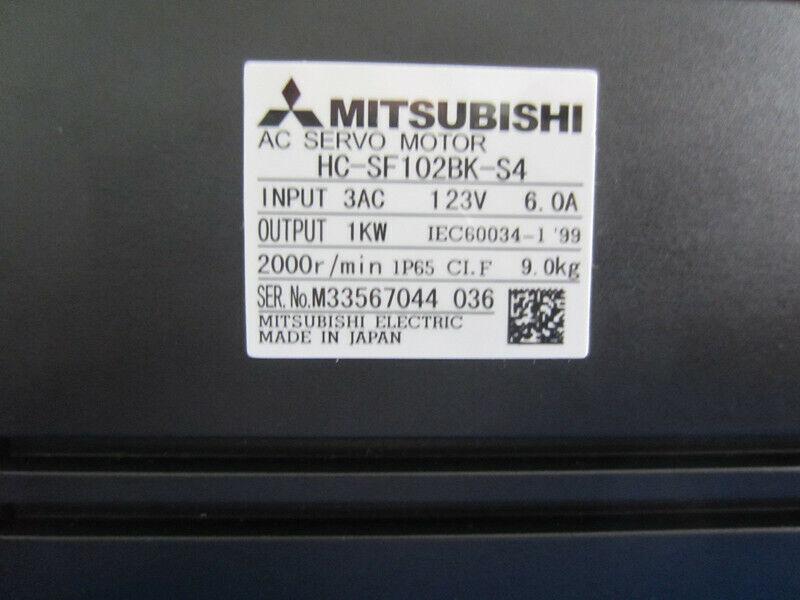 MITSUBISHI
AC SERVO MOTOR
HC-SF102BK-S4
INPUT 3AC 123V 6.0A
OUTPUT 1KW IEC60034-1 '99
2000r/min IP65 CI.F 9.0kg
SER.No.M33567044 036
MITSUBISHI ELECTRIC
MADE IN JAPAN